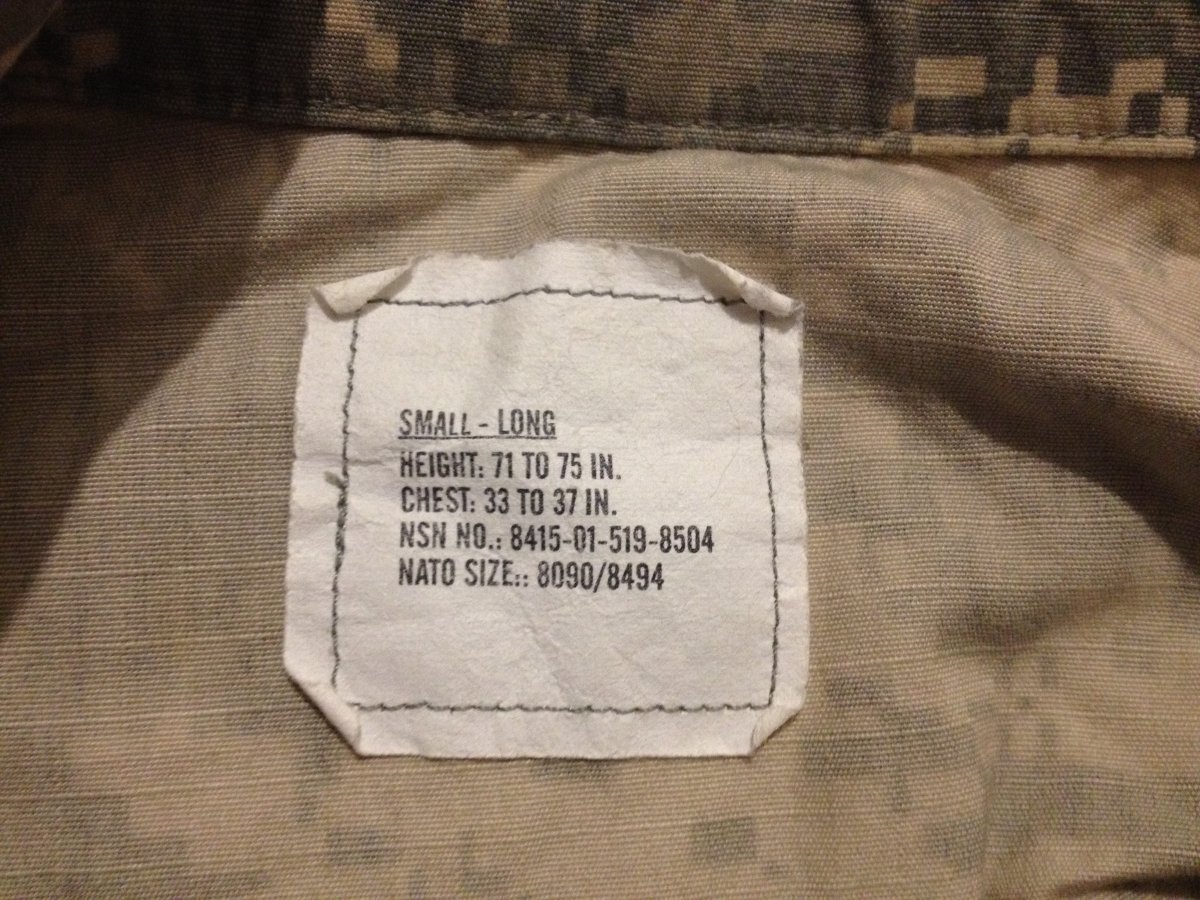 SMALL - LONG
HEIGHT: 71 TO 75 IN.
CHEST: 33 TO 37 IN.
NSN NO.: 8415-01-519-8504
NATO SIZE:: 8090/8494